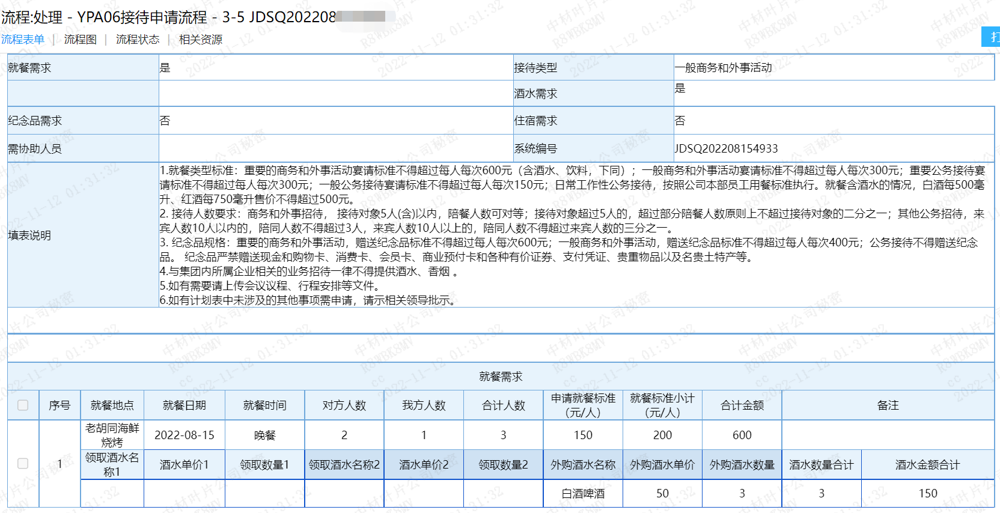 流程:处理 - YPA06接待申请流程 - 3-5 JDSQ202208
流程表单 | 流程图 | 流程状态 | 相关资源
打
就餐需求 是 接待类型 一般商务和外事活动
酒水需求 是
纪念品需求 否 住宿需求 否
需协助人员 系统编号 JDSQ202208154933
填表说明
1.就餐类型标准：重要的商务和外事活动宴请标准不得超过每人每次600元（含酒水、饮料，下同）；一般商务和外事活动宴请标准不得超过每人每次300元；重要公务接待宴
请标准不得超过每人每次300元；一般公务接待宴请标准不得超过每人每次150元；日常工作性公务接待，按照公司本部员工用餐标准执行。就餐含酒水的情况，白酒每500毫
升、红酒每750毫升售价不得超过500元。
2. 接待人数要求：商务和外事招待， 接待对象5人(含)以内，陪餐人数可对等；接待对象超过5人的，超过部分陪餐人数原则上不超过接待对象的二分之一；其他公务招待，来
宾人数10人以内的，陪同人数不得超过3人，来宾人数10人以上的，陪同人数不得超过来宾人数的三分之一。
3. 纪念品规格：重要的商务和外事活动，赠送纪念品标准不得超过每人每次600元；一般商务和外事活动，赠送纪念品标准不得超过每人每次400元；公务接待不得赠送纪念
品。 纪念品严禁赠送现金和购物卡、消费卡、会员卡、商业预付卡和各种有价证券、支付凭证、贵重物品以及名贵土特产等。
4.与集团内所属企业相关的业务招待一律不得提供酒水、香烟 。
5.如有需要请上传会议议程、行程安排等文件。
6.如有计划表中未涉及的其他事项需申请，请示相关领导批示。
就餐需求
序号 就餐地点 就餐日期 就餐时间 对方人数 我方人数 合计人数 申请就餐标准（元/人） 就餐标准小计（元/人） 合计金额 备注
1 老胡同海鲜烧烤 2022-08-15 晚餐 2 1 3 150 200 600
领取酒水名称1 酒水单价1 领取数量1 领取酒水名称2 酒水单价2 领取数量2 外购酒水名称 外购酒水单价 外购酒水数量 酒水数量合计 酒水金额合计
白酒啤酒 50 3 3 150
中材叶片公司秘密
R8WBK8MV
cc
2022-11-12 01:31:32